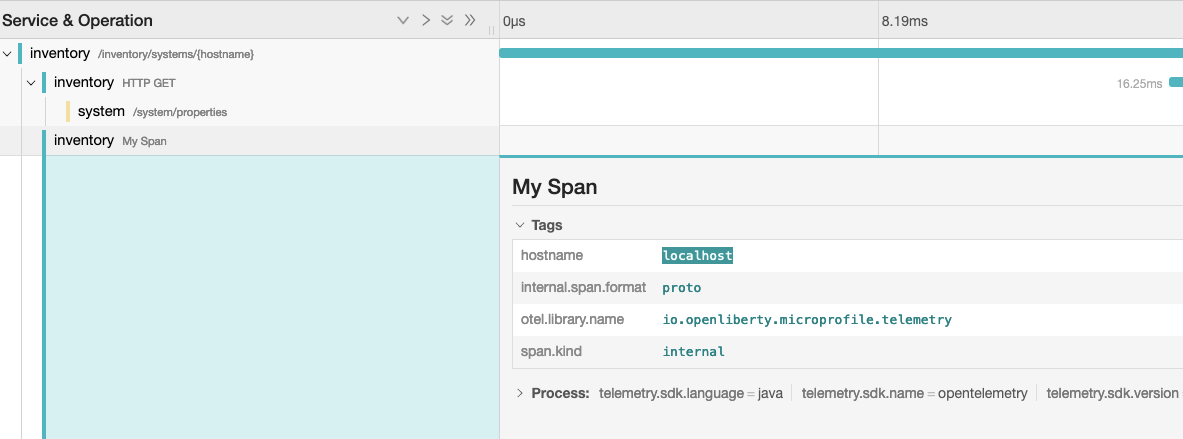 Service & Operation 0μs 8.19ms
inventory /inventory/systems/{hostname}
inventory HTTP GET 16.25ms
system /system/properties
inventory My Span
My Span
Tags
hostname localhost
internal.span.format proto
otel.library.name io.openliberty.microprofile.telemetry
span.kind internal
Process: telemetry.sdk.language = java telemetry.sdk.name = opentelemetry telemetry.sdk.version